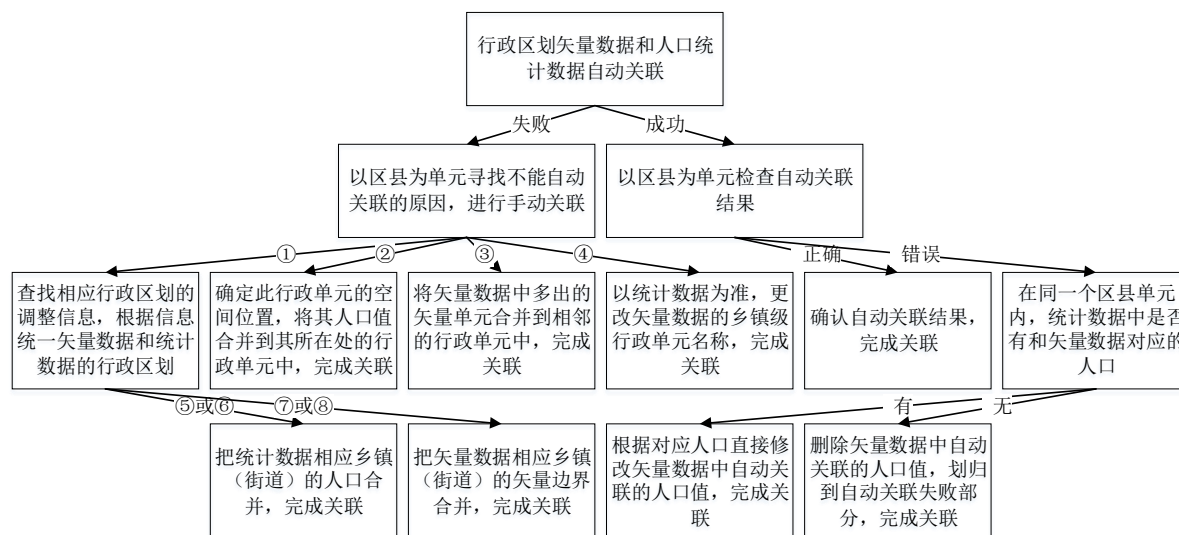 行政区划矢量数据和人口统
计数据自动关联
失败
成功
以区县为单元寻找不能自动
关联的原因，进行手动关联
以区县为单元检查自动关联
结果
①
②
③
④
正确
错误
查找相应行政区划的
调整信息，根据信息
统一矢量数据和统计
数据的行政区划
确定此行政单元的空
间位置，将其人口值
合并到其所在处的行
政单元中，完成关联
将矢量数据中多出的
矢量单元合并到相邻
的行政单元中，完成
关联
以统计数据为准，更
改矢量数据的乡镇级
行政单元名称，完成
关联
确认自动关联结果，
完成关联
在同一个区县单元
内，统计数据中是否
有和矢量数据对应的
人口
⑤或⑥
⑦或⑧
有
无
把统计数据相应乡镇
（街道）的人口合
并，完成关联
把矢量数据相应乡镇
（街道）的矢量边界
合并，完成关联
根据对应人口直接修
改矢量数据中自动关
联的人口值，完成关
联
删除矢量数据中自动
关联的人口值，划归
到自动关联失败部
分，完成关联